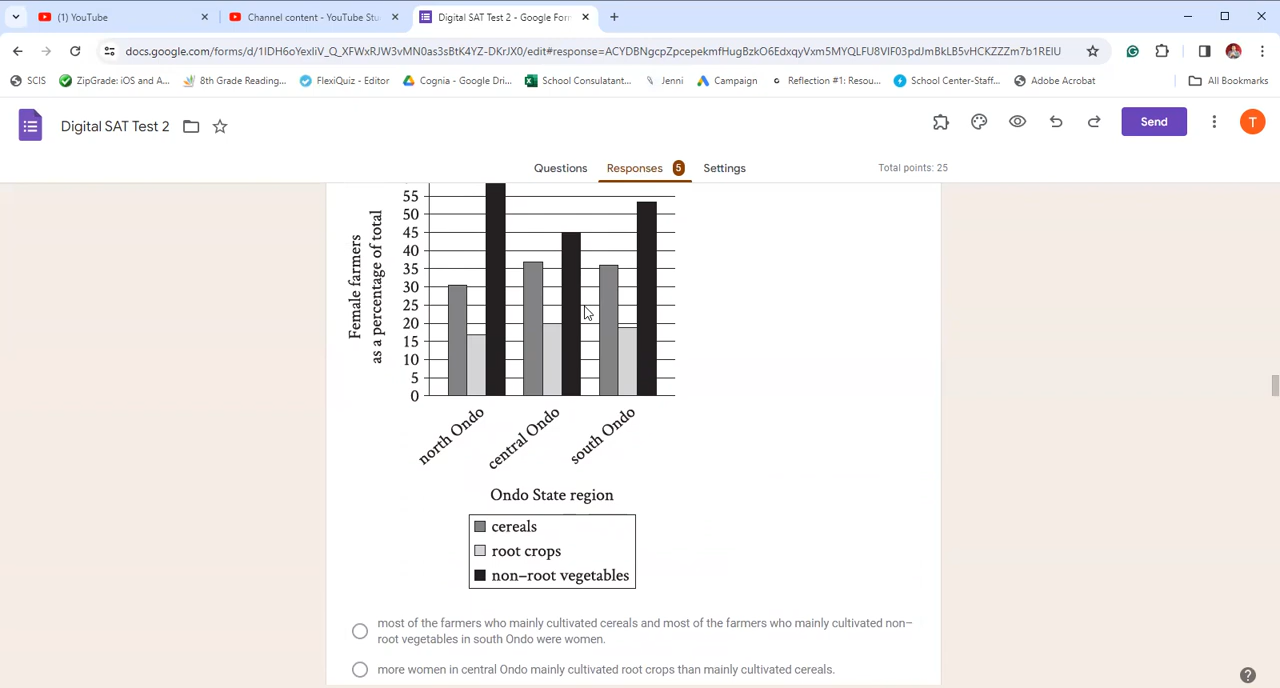 (1) YouTube
Channel content - YouTube Stu
Digital SAT Test 2 - Google For
docs.google.com/forms/d/1IDH6oYexIiV_Q_XFWxRJW3vMN0as3sBtK4YZ-DKrJX0/edit#response=ACYDBNgcpZpcepekmfHugBzkO6EdxqyVxm5MYQLFU8VIF03pdJmBkLB5vHCKZZZm7b1REIU
SCIS
ZipGrade: iOS and A...
8th Grade Reading...
FlexiQuiz - Editor
Cognia - Google Dri...
School Consulatant...
Jenni
Campaign
Reflection #1: Resou...
School Center-Staff...
Adobe Acrobat
All Bookmarks
Digital SAT Test 2
Send
T
Questions
Responses
5
Settings
Total points: 25
Female farmers
as a percentage of total
55
50
45
40
35
30
25
20
15
10
5
0
north Ondo
central Ondo
south Ondo
Ondo State region
cereals
root crops
non–root vegetables
most of the farmers who mainly cultivated cereals and most of the farmers who mainly cultivated non–
root vegetables in south Ondo were women.
more women in central Ondo mainly cultivated root crops than mainly cultivated cereals.